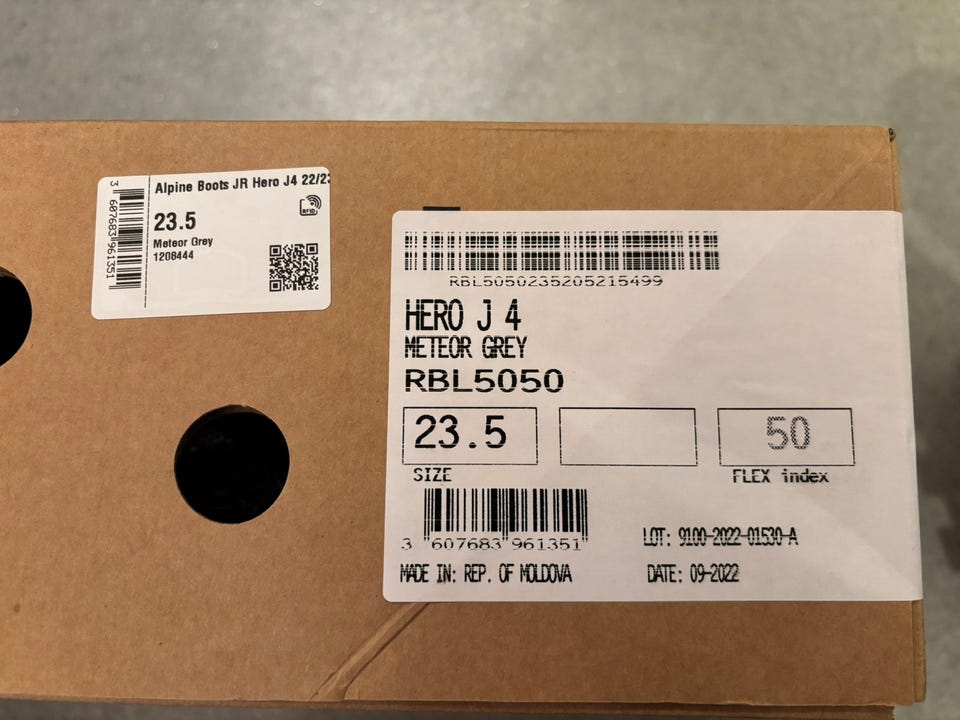 Alpine Boots JR Hero J4 22/23
23.5
Meteor Grey
1208444
RFID
3 607683 961351
RBL5050235205215499
HERO J 4
METEOR GREY
RBL5050
23.5
50
SIZE
FLEX index
3 607683 961351
LOT: 9100-2022-01530-A
MADE IN: REP. OF MOLDOVA
DATE: 09-2022